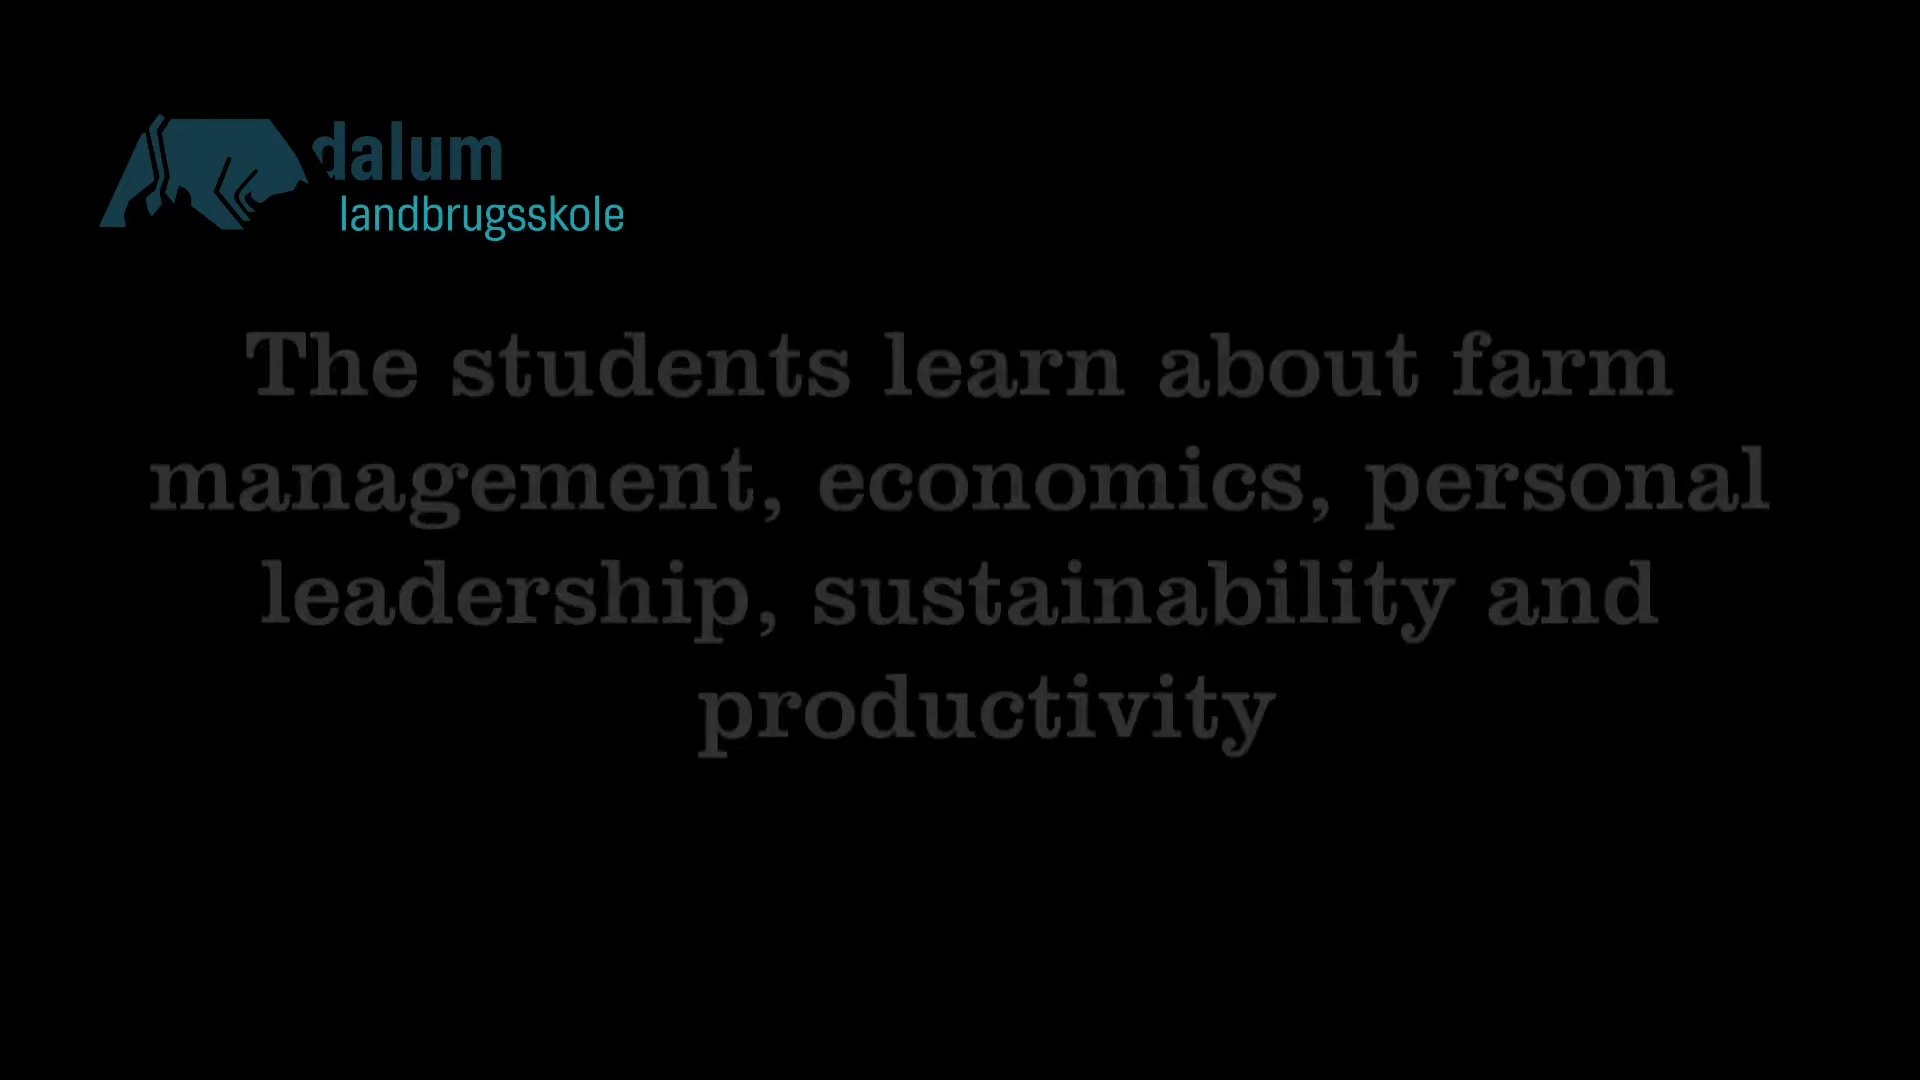 dalum
landbrugsskole
The students learn about farm
management, economics, personal
leadership, sustainability and
productivity